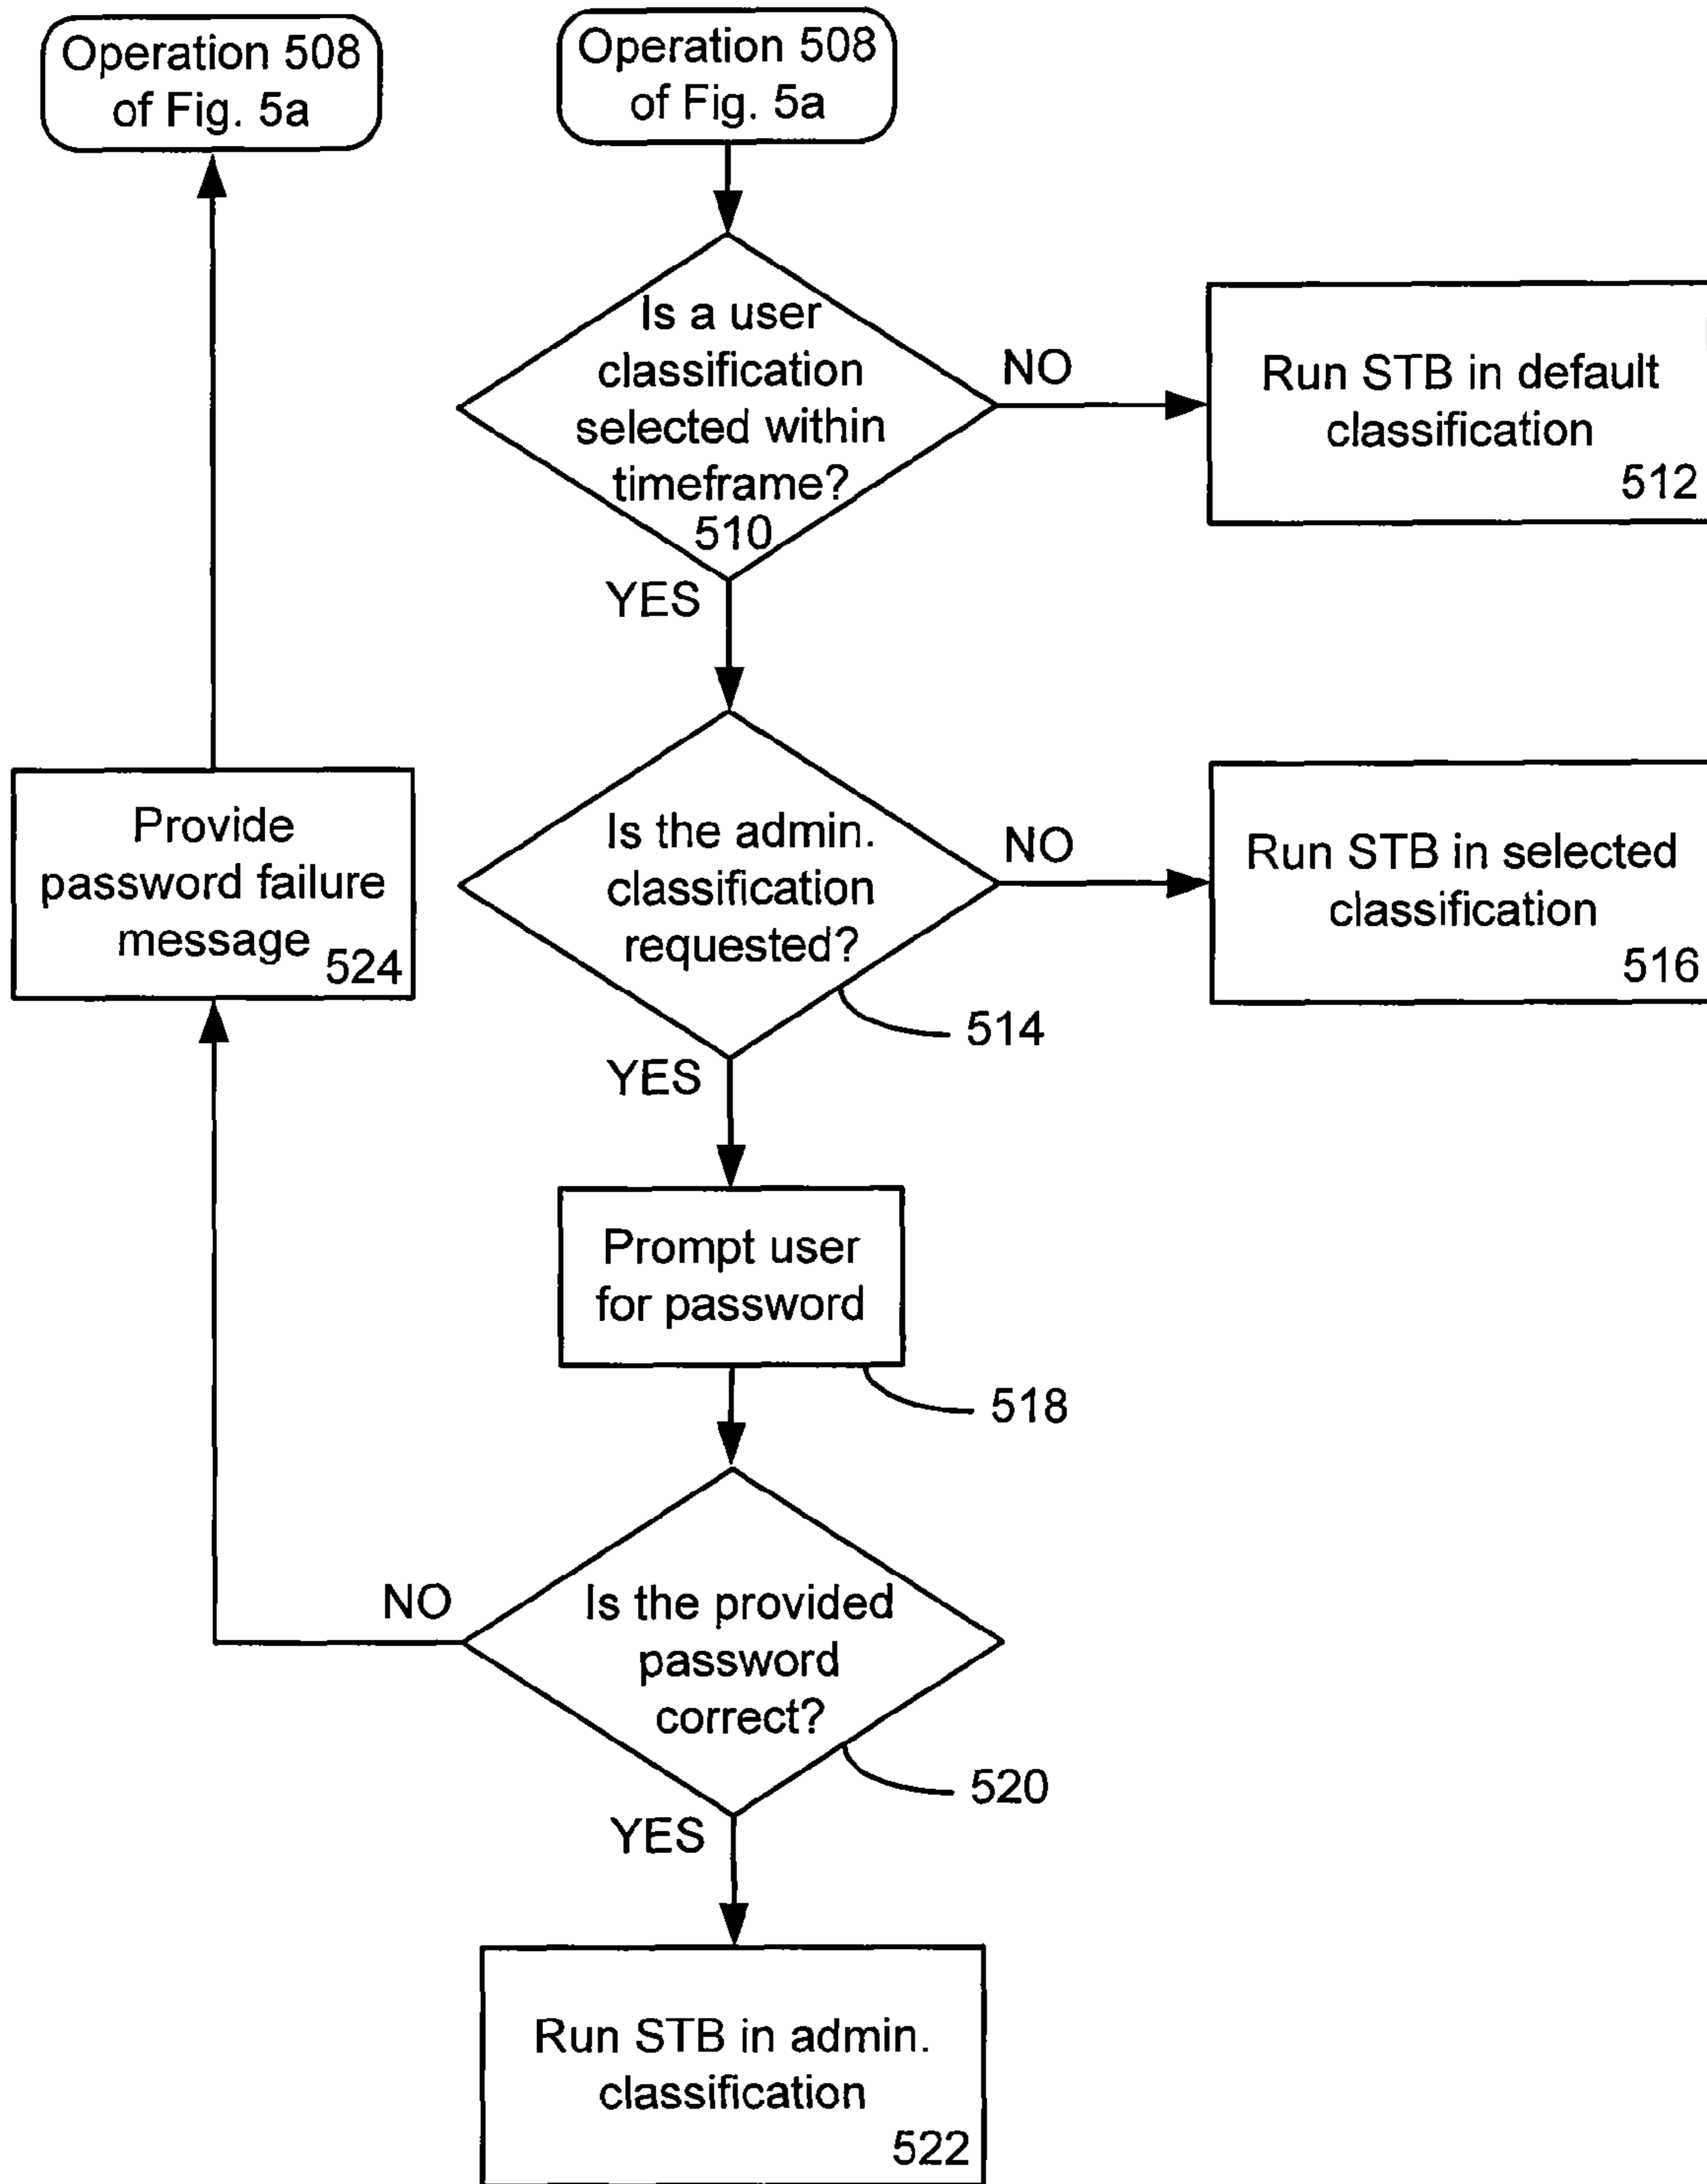 Operation 508
of Fig. 5a
Operation 508
of Fig. 5a
Is a user
classification
selected within
timeframe?
510
NO
Run STB in default
classification
512
YES
Is the admin.
classification
requested?
514
NO
Run STB in selected
classification
516
Provide
password failure
message
524
YES
Prompt user
for password
518
Is the provided
password
correct?
520
NO
YES
Run STB in admin.
classification
522